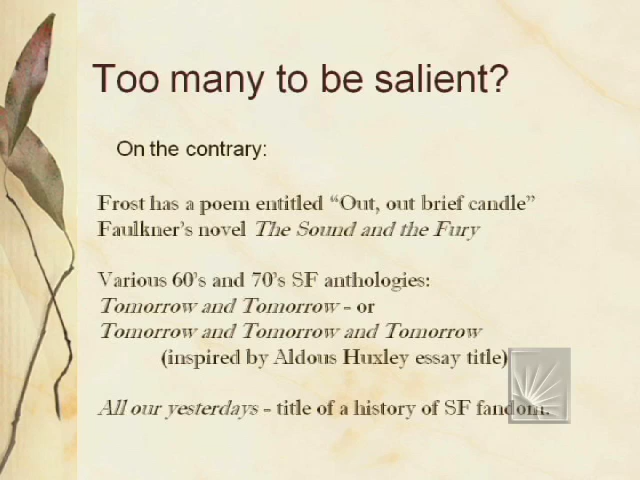 Too many to be salient?
On the contrary:
Frost has a poem entitled “Out, out brief candle”
Faulkner’s novel The Sound and the Fury
Various 60’s and 70’s SF anthologies:
Tomorrow and Tomorrow – or
Tomorrow and Tomorrow and Tomorrow
(inspired by Aldous Huxley essay title)
All our yesterdays – title of a history of SF fandom.